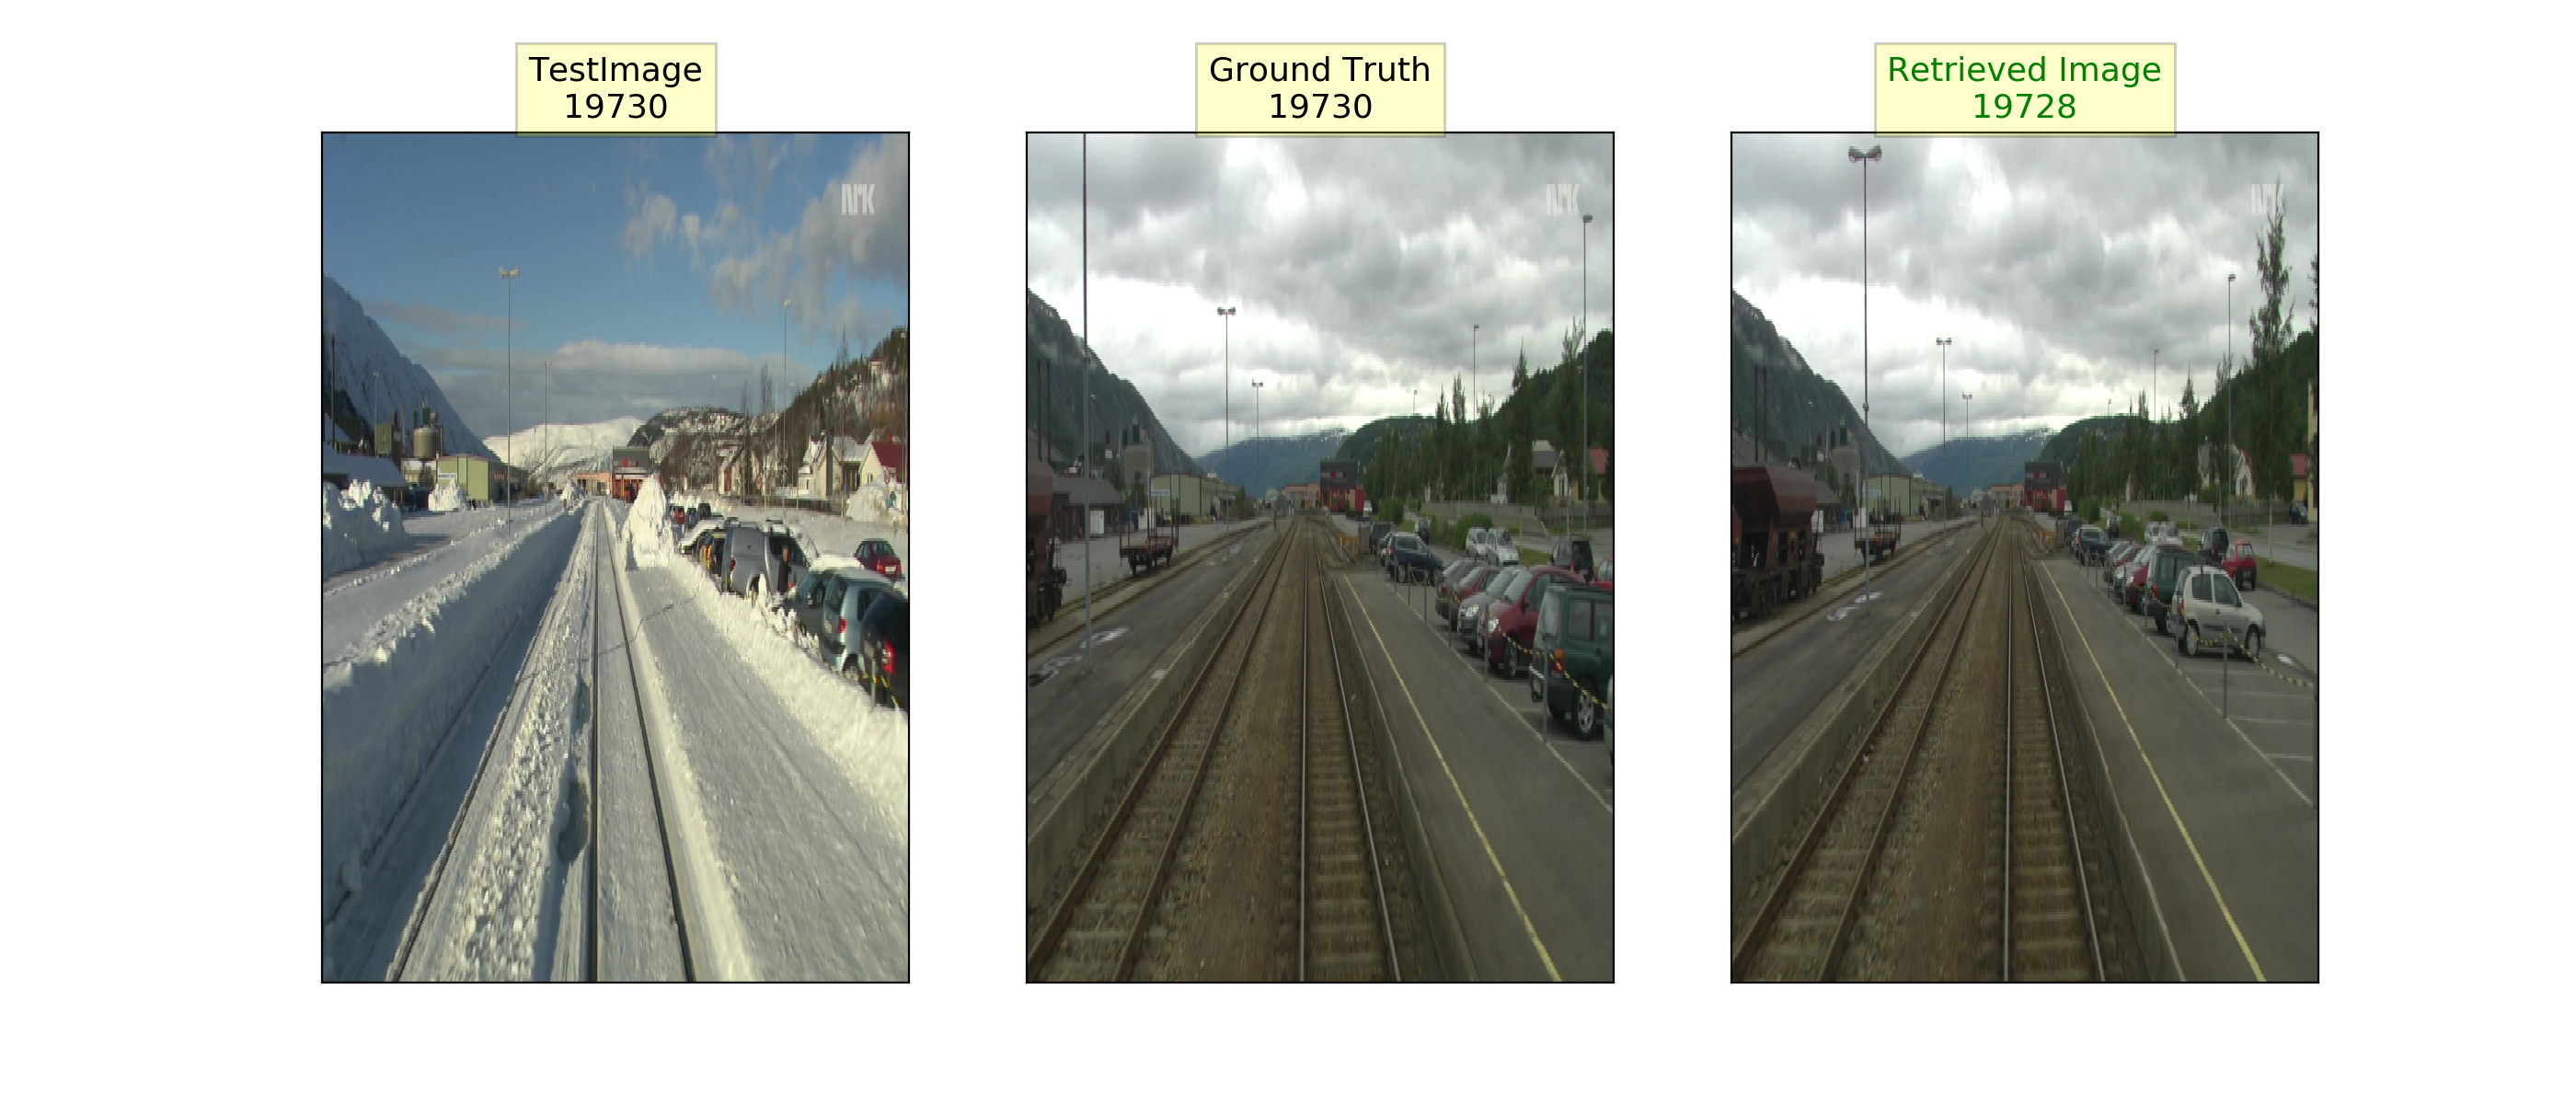 TestImage
19730
Ground Truth
19730
Retrieved Image
19728
NRK
NRK
NRK